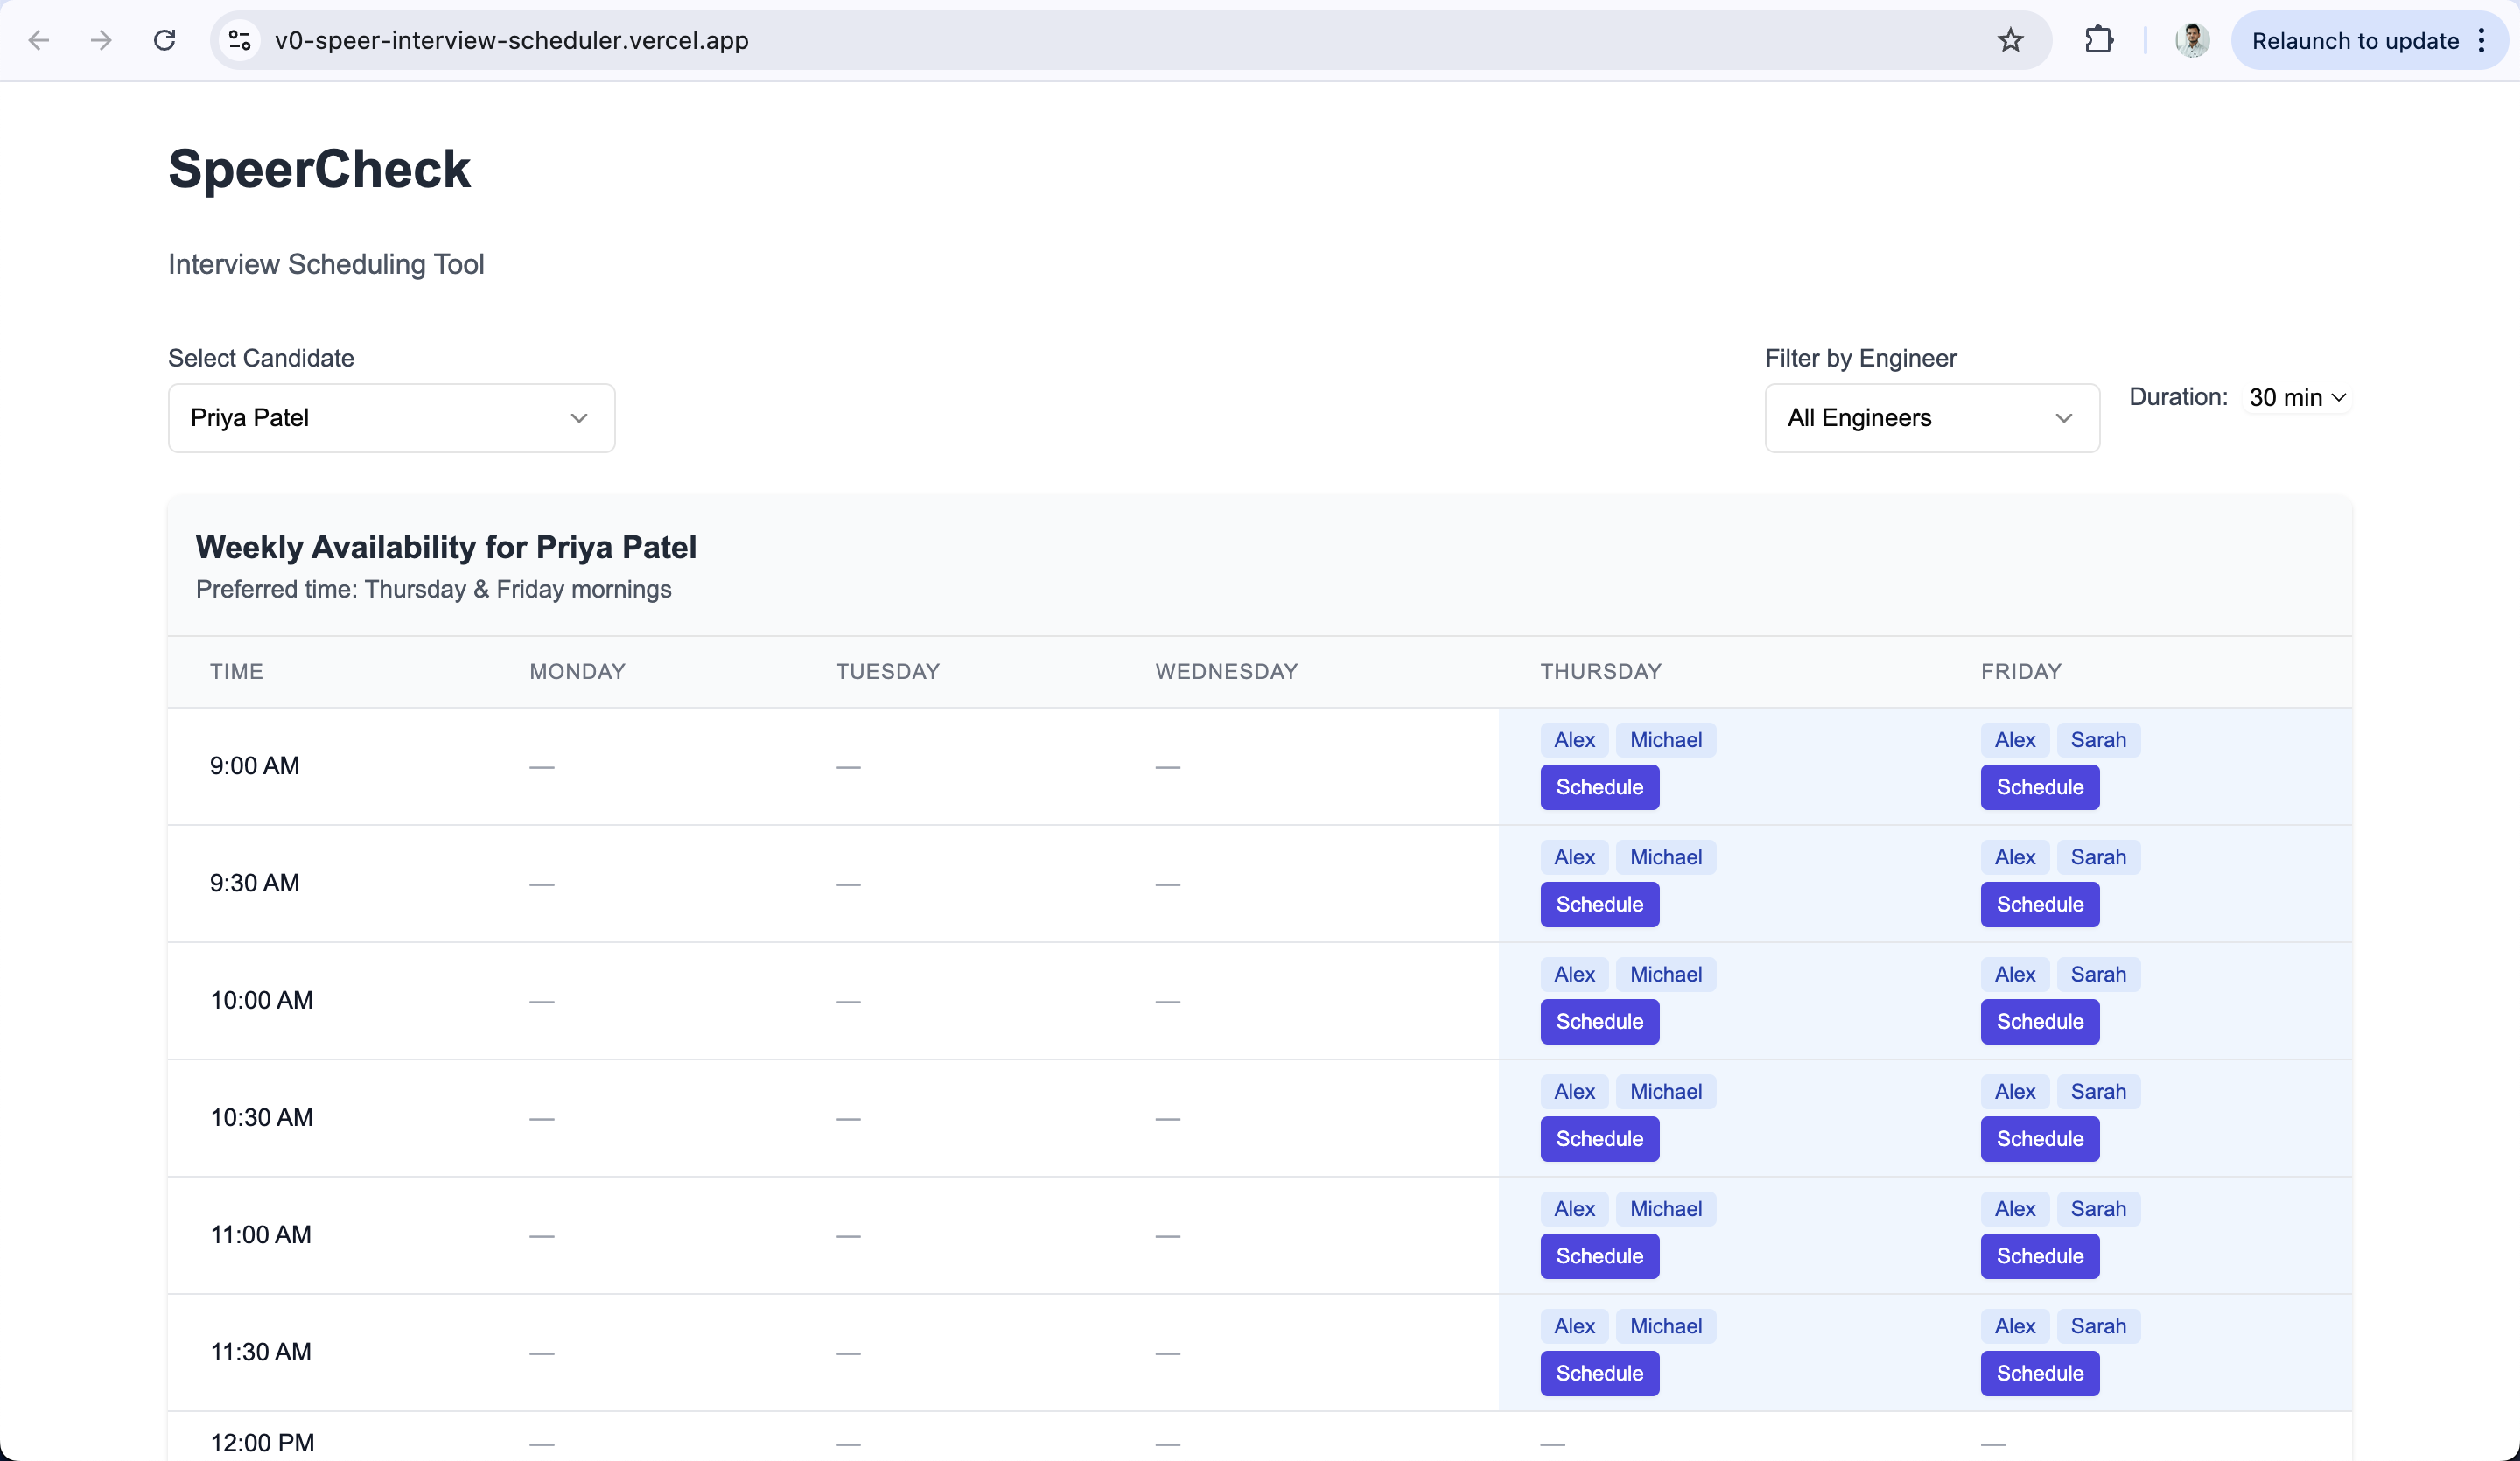 v0-speer-interview-scheduler.vercel.app
Relaunch to update
SpeerCheck
Interview Scheduling Tool
Select Candidate
Priya Patel
Filter by Engineer
All Engineers
Duration: 30 min
Weekly Availability for Priya Patel
Preferred time: Thursday & Friday mornings
TIME MONDAY TUESDAY WEDNESDAY THURSDAY FRIDAY
9:00 AM — — — Alex Michael Schedule Alex Sarah Schedule
9:30 AM — — — Alex Michael Schedule Alex Sarah Schedule
10:00 AM — — — Alex Michael Schedule Alex Sarah Schedule
10:30 AM — — — Alex Michael Schedule Alex Sarah Schedule
11:00 AM — — — Alex Michael Schedule Alex Sarah Schedule
11:30 AM — — — Alex Michael Schedule Alex Sarah Schedule
12:00 PM — — — — —